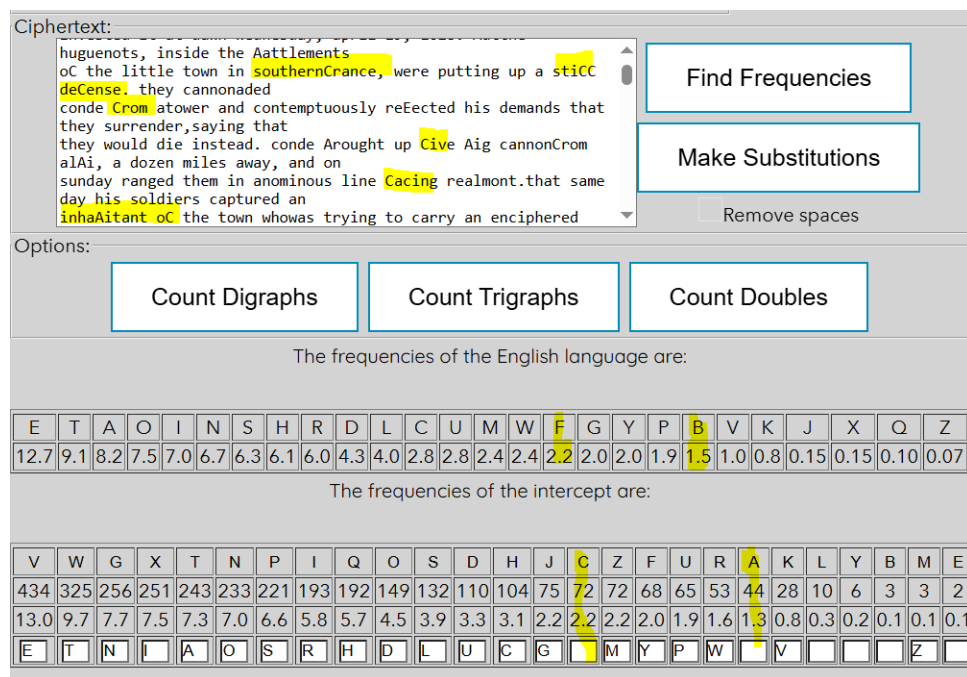 Ciphertext:
huguenots, inside the Aattlements
oC the little town in southernCrance, were putting up a stiCC
deCense. they cannonaded
conde Crom atower and contemptuously reEected his demands that
they surrender,saying that
they would die instead. conde Arought up Cive Aig cannonCrom
alAi, a dozen miles away, and on
sunday ranged them in anominous line Cacing realmont.that same
day his soldiers captured an
inhaAitant oC the town whowas trying to carry an enciphered
Find Frequencies
Make Substitutions
Remove spaces
Options:
Count Digraphs Count Trigraphs Count Doubles
The frequencies of the English language are:
E T A O I N S H R D L C U M W F G Y P B V K J X Q Z
12.7 9.1 8.2 7.5 7.0 6.7 6.3 6.1 6.0 4.3 4.0 2.8 2.8 2.4 2.4 2.2 2.0 2.0 1.9 1.5 1.0 0.8 0.15 0.15 0.10 0.07
The frequencies of the intercept are:
V W G X T N P I Q O S D H J C Z F U R A K L Y B M E
434 325 256 251 243 233 221 193 192 149 132 110 104 75 72 72 68 65 53 44 28 10 6 3 3 2
13.0 9.7 7.7 7.5 7.3 7.0 6.6 5.8 5.7 4.5 3.9 3.3 3.1 2.2 2.2 2.2 2.0 1.9 1.6 1.3 0.8 0.3 0.2 0.1 0.1 0.1
E T N I A O S R H D L U C G M Y P W V Z